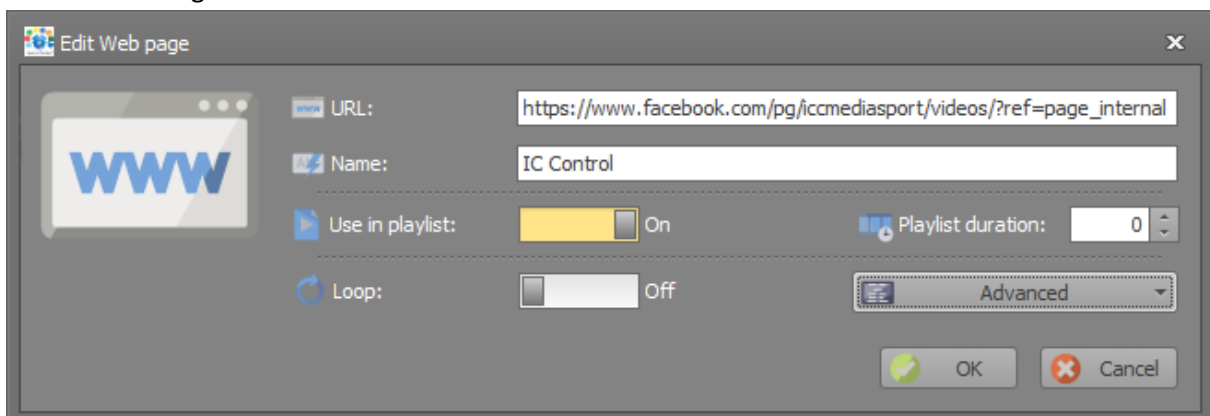 Edit Web page
WWW
www URL: https://www.facebook.com/pg/iccmediasport/videos/?ref=page_internal
Name: IC Control
Use in playlist: On Playlist duration: 0
Loop: Off Advanced
OK Cancel